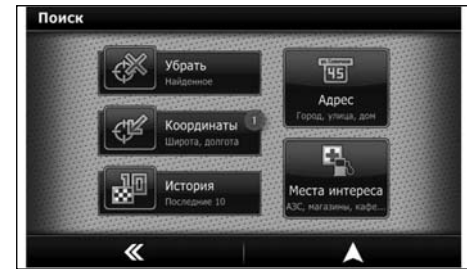 Поиск
Убрать
Найденное
Координаты
Широта, долгота
1
История
Последние 10
45
Адрес
Город, улица, дом
Места интереса
АЗС, магазины, кафе...
10